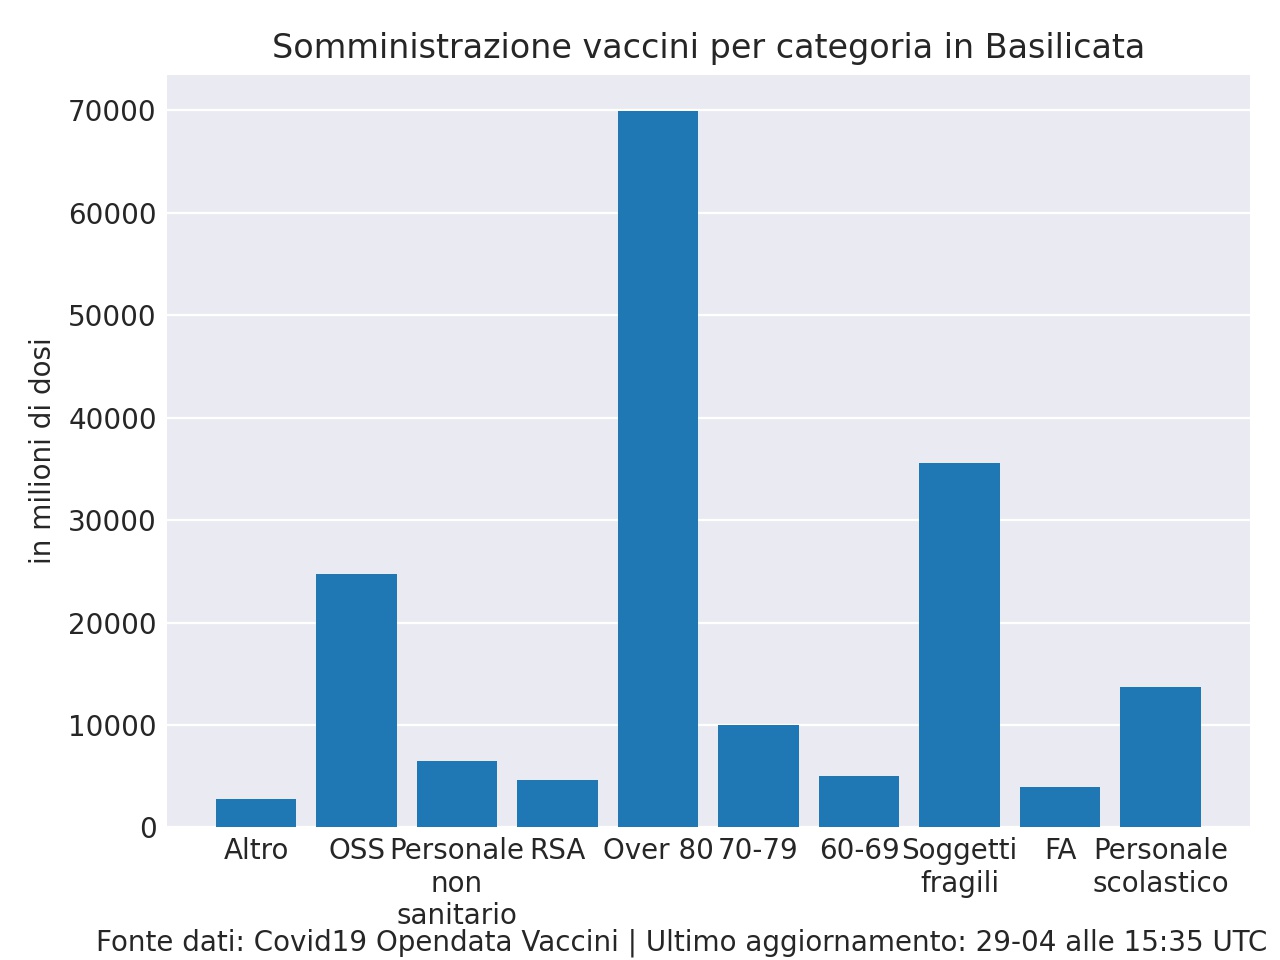 Somministrazione vaccini per categoria in Basilicata
70000
60000
50000
40000
30000
20000
10000
0
in milioni di dosi
Altro
OSS
Personale
non
sanitario
RSA
Over 80
70-79
60-69
Soggetti
fragili
FA
Personale
scolastico
Fonte dati: Covid19 Opendata Vaccini | Ultimo aggiornamento: 29-04 alle 15:35 UTC